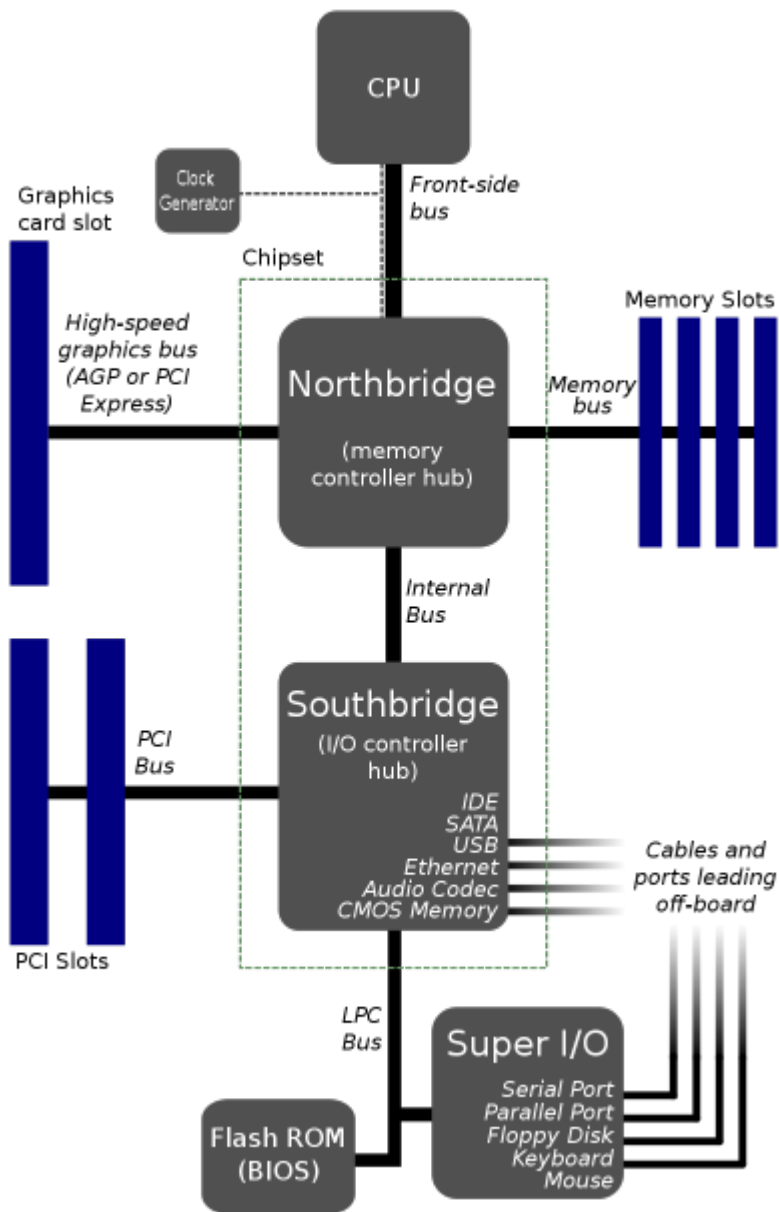 CPU
Clock
Generator
Front-side
bus
Graphics
card slot
Chipset
High-speed
graphics bus
(AGP or PCI
Express)
Northbridge
(memory
controller hub)
Memory
bus
Memory Slots
Internal
Bus
Southbridge
(I/O controller
hub)
PCI
Bus
IDE
SATA
USB
Ethernet
Audio Codec
CMOS Memory
Cables and
ports leading
off-board
PCI Slots
LPC
Bus
Super I/O
Serial Port
Parallel Port
Floppy Disk
Keyboard
Mouse
Flash ROM
(BIOS)